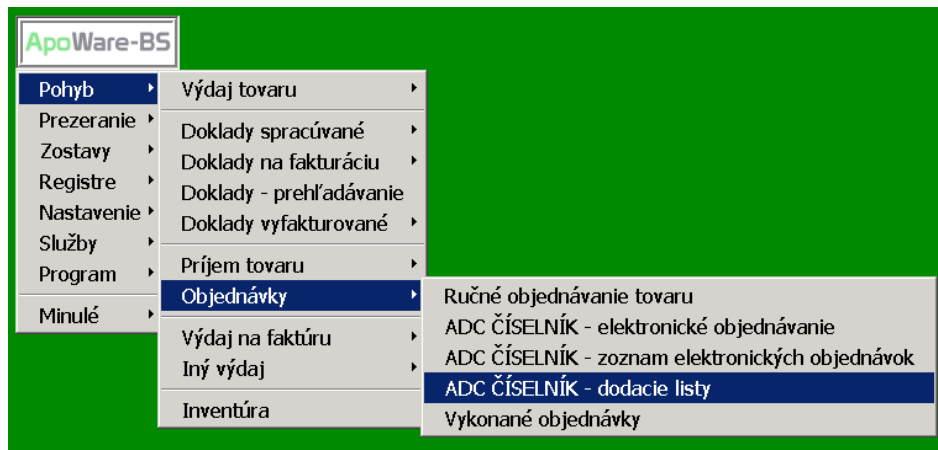 ApoWare-BS
Pohyb
Prezeranie
Zostavy
Registre
Nastavenie
Služby
Program
Minulé
Výdaj tovaru
Doklady spracúvané
Doklady na fakturáciu
Doklady - prehľadávanie
Doklady vyfakturované
Príjem tovaru
Objednávky
Výdaj na faktúru
Iný výdaj
Inventúra
Ručné objednávanie tovaru
ADC ČÍSELNÍK - elektronické objednávanie
ADC ČÍSELNÍK - zoznam elektronických objednávok
ADC ČÍSELNÍK - dodacie listy
Vykonané objednávky